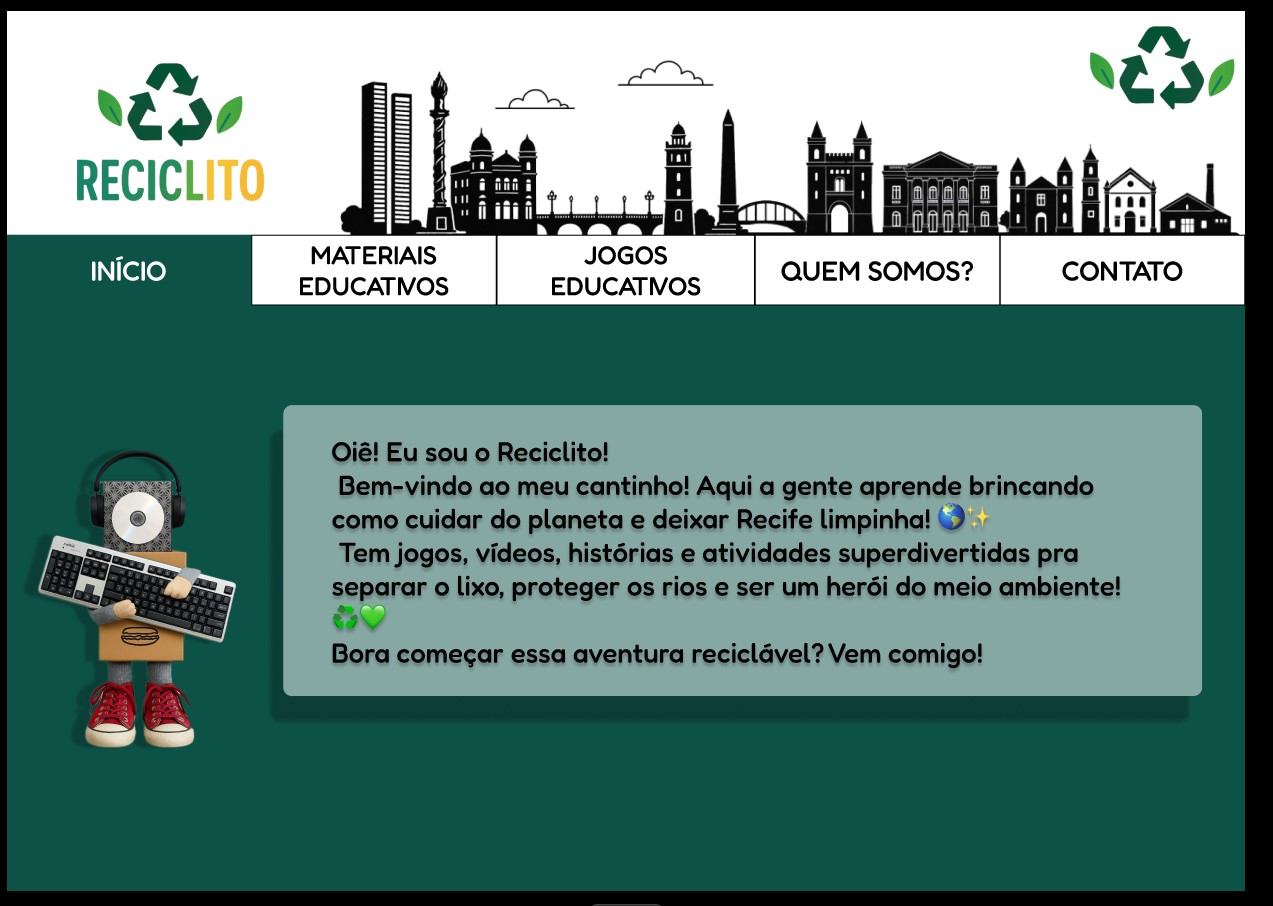 RECICLITO
INÍCIO
MATERIAIS
EDUCATIVOS
JOGOS
EDUCATIVOS
QUEM SOMOS?
CONTATO
Oiê! Eu sou o Reciclito!
Bem-vindo ao meu cantinho! Aqui a gente aprende brincando
como cuidar do planeta e deixar Recife limpinha! 🌎✨
Tem jogos, vídeos, histórias e atividades superdivertidas pra
separar o lixo, proteger os rios e ser um herói do meio ambiente!
♻️💚
Bora começar essa aventura reciclável? Vem comigo!